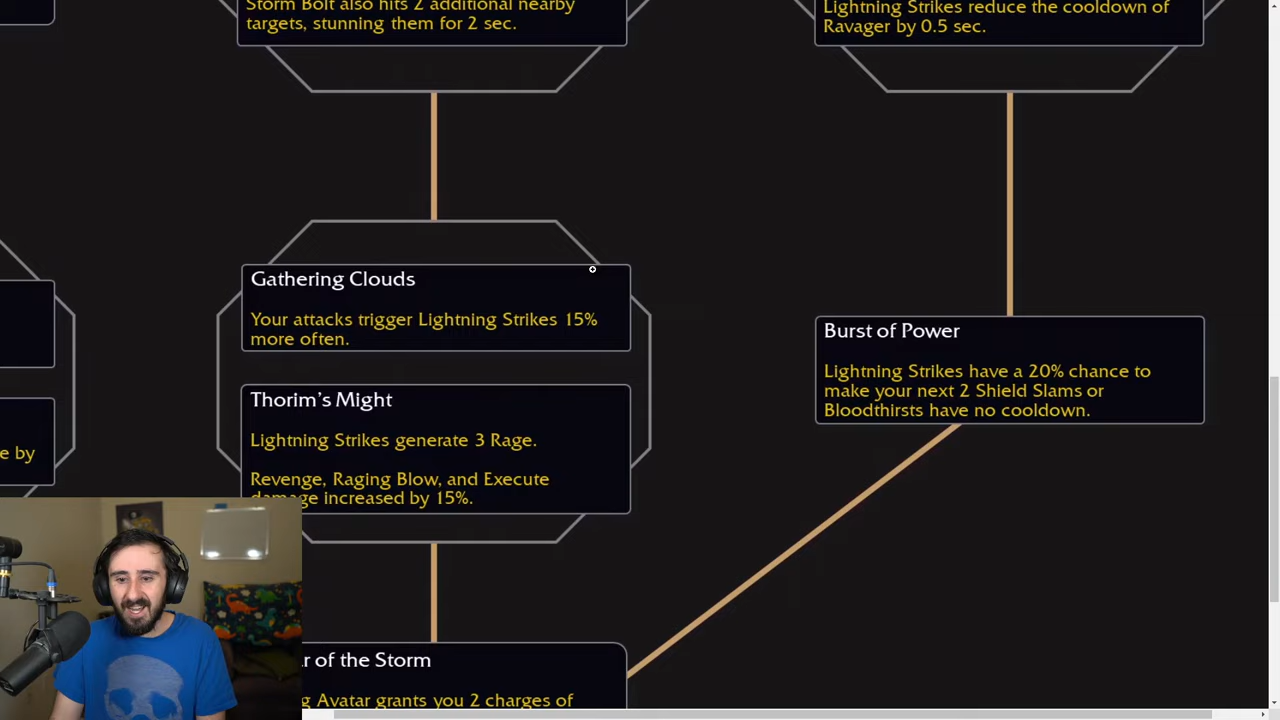 Storm Bolt also hits 2 additional nearby
targets, stunning them for 2 sec.
Lightning Strikes reduce the cooldown of
Ravager by 0.5 sec.
Gathering Clouds
Your attacks trigger Lightning Strikes 15%
more often.
Thorim's Might
Lightning Strikes generate 3 Rage.
Revenge, Raging Blow, and Execute
damage increased by 15%.
e by
Burst of Power
Lightning Strikes have a 20% chance to
make your next 2 Shield Slams or
Bloodthirsts have no cooldown.
r of the Storm
g Avatar grants you 2 charges of